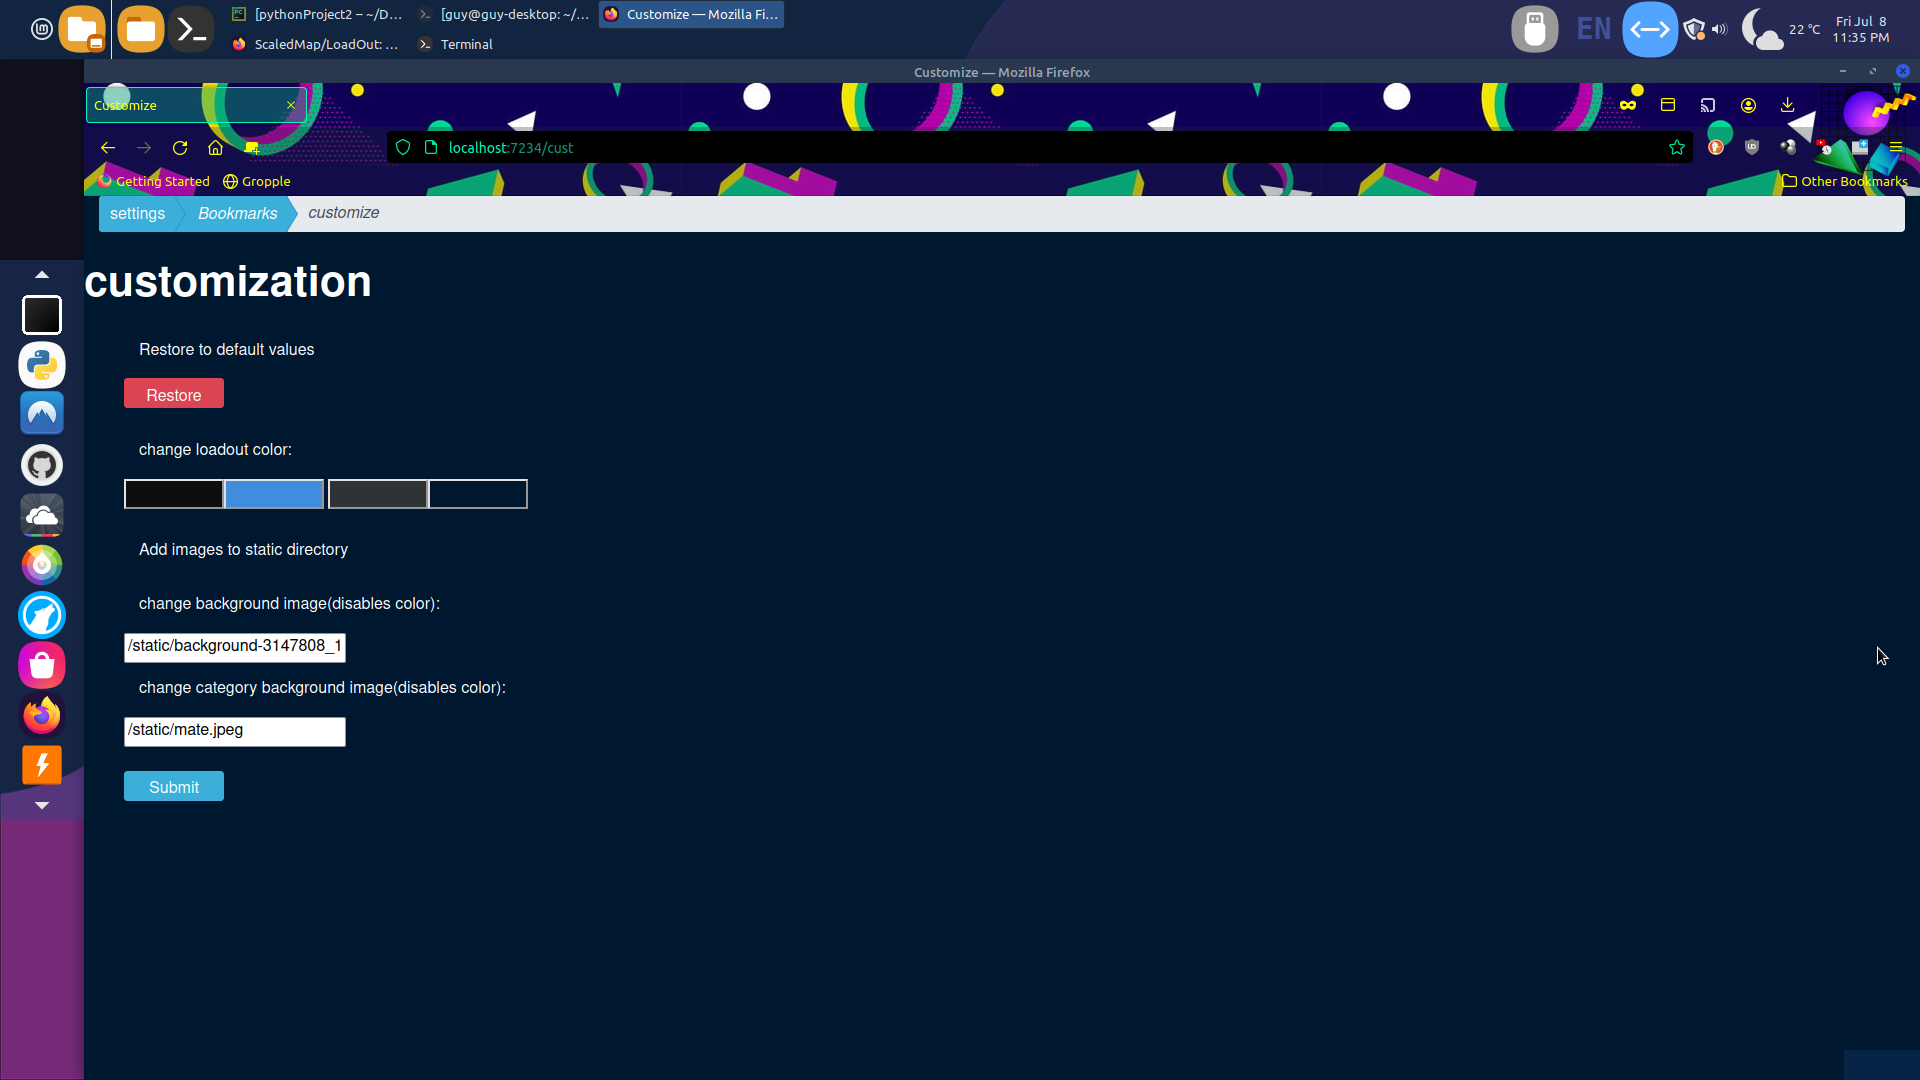 [pythonProject2 – ~/D...
[guy@guy-desktop: ~/...
Customize — Mozilla Fi...
ScaledMap/LoadOut: ...
Terminal
EN
22 °C
Fri Jul 8
11:35 PM
Customize — Mozilla Firefox
Customize
localhost:7234/cust
Getting Started
Gropple
Other Bookmarks
settings
Bookmarks
customize
customization
Restore to default values
Restore
change loadout color:
Add images to static directory
change background image(disables color):
/static/background-3147808_1
change category background image(disables color):
/static/mate.jpeg
Submit